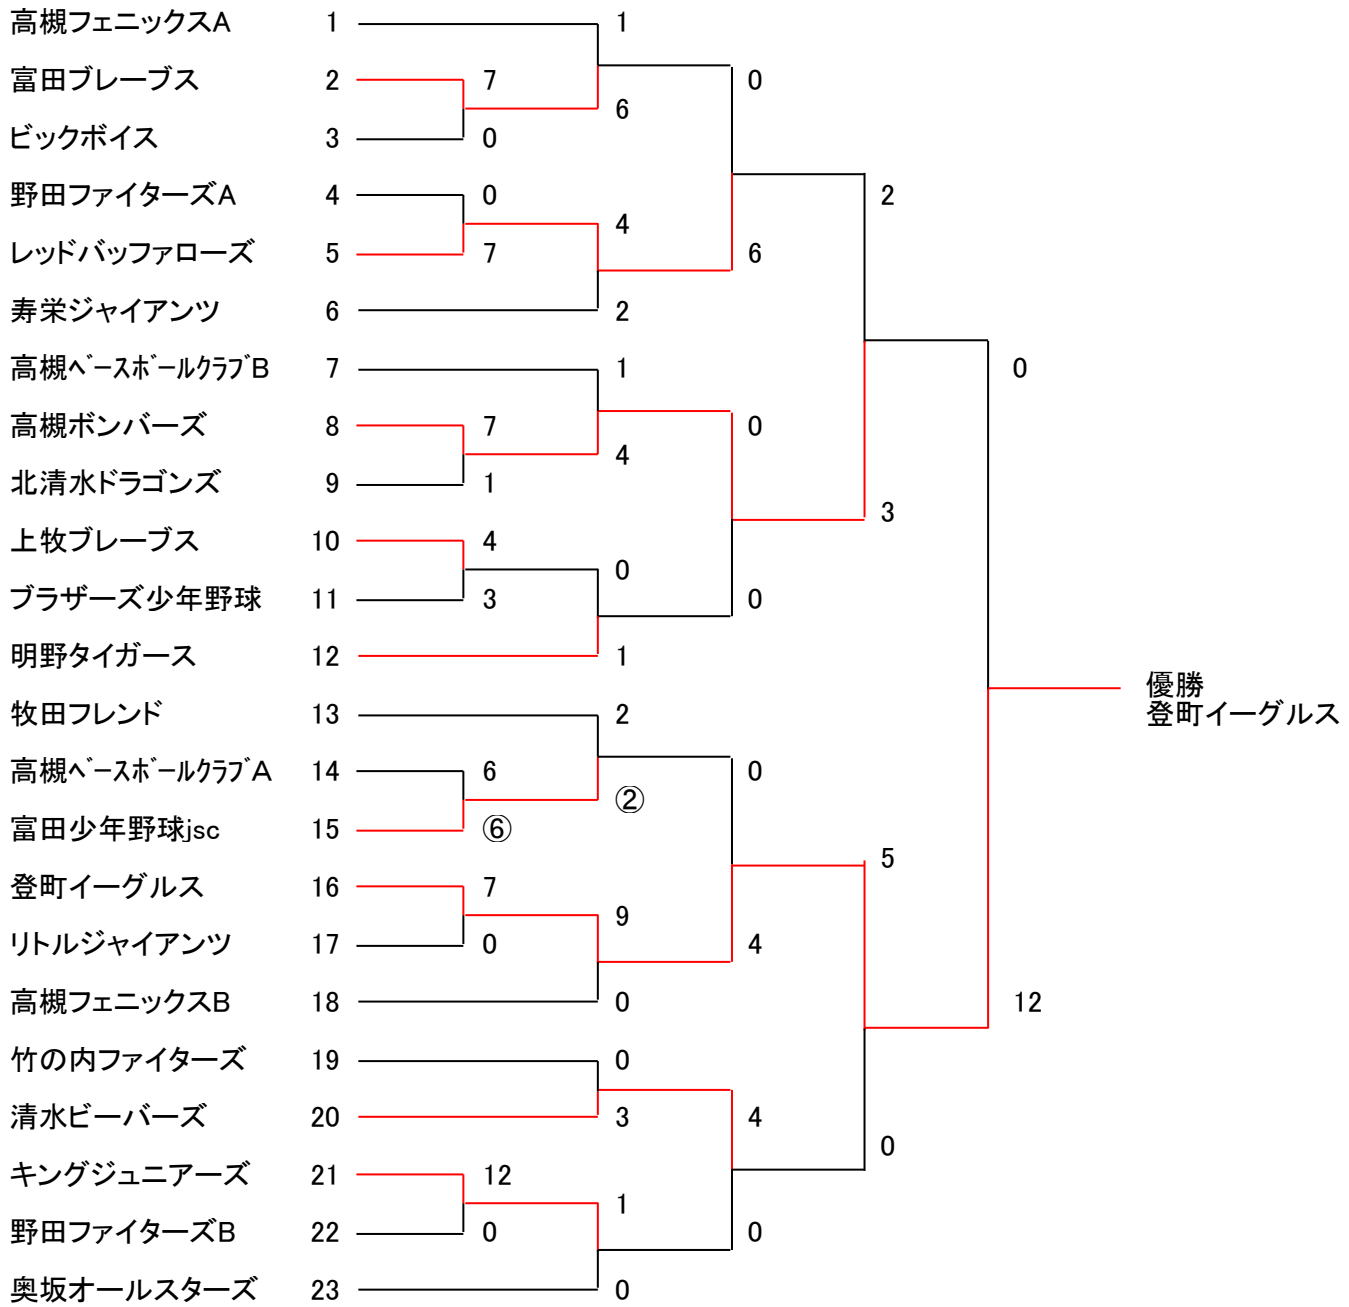 高槻フェニックスA 1 1
富田ブレーブス 2 7 0
6
ビックボイス 3 0
野田ファイターズA 4 0 2
4
レッドバッファローズ 5 7 6
寿栄ジャイアンツ 6 2
高槻ﾍﾞｰｽﾎﾞｰﾙｸﾗﾌﾞB 7 1 0
高槻ボンバーズ 8 7 0
4
北清水ドラゴンズ 9 1
3
上牧ブレーブス 10 4
0
ブラザーズ少年野球 11 3 0
明野タイガース 12 1
優勝
牧田フレンド 13 2 登町イーグルス
高槻ﾍﾞｰｽﾎﾞｰﾙｸﾗﾌﾞA 14 6 0
②
富田少年野球jsc 15 ⑥
5
登町イーグルス 16 7
9
リトルジャイアンツ 17 0 4
高槻フェニックスB 18 0 12
竹の内ファイターズ 19 0
清水ビーバーズ 20 3 4
0
キングジュニアーズ 21 12
1
野田ファイターズB 22 0 0
奥坂オールスターズ 23 0